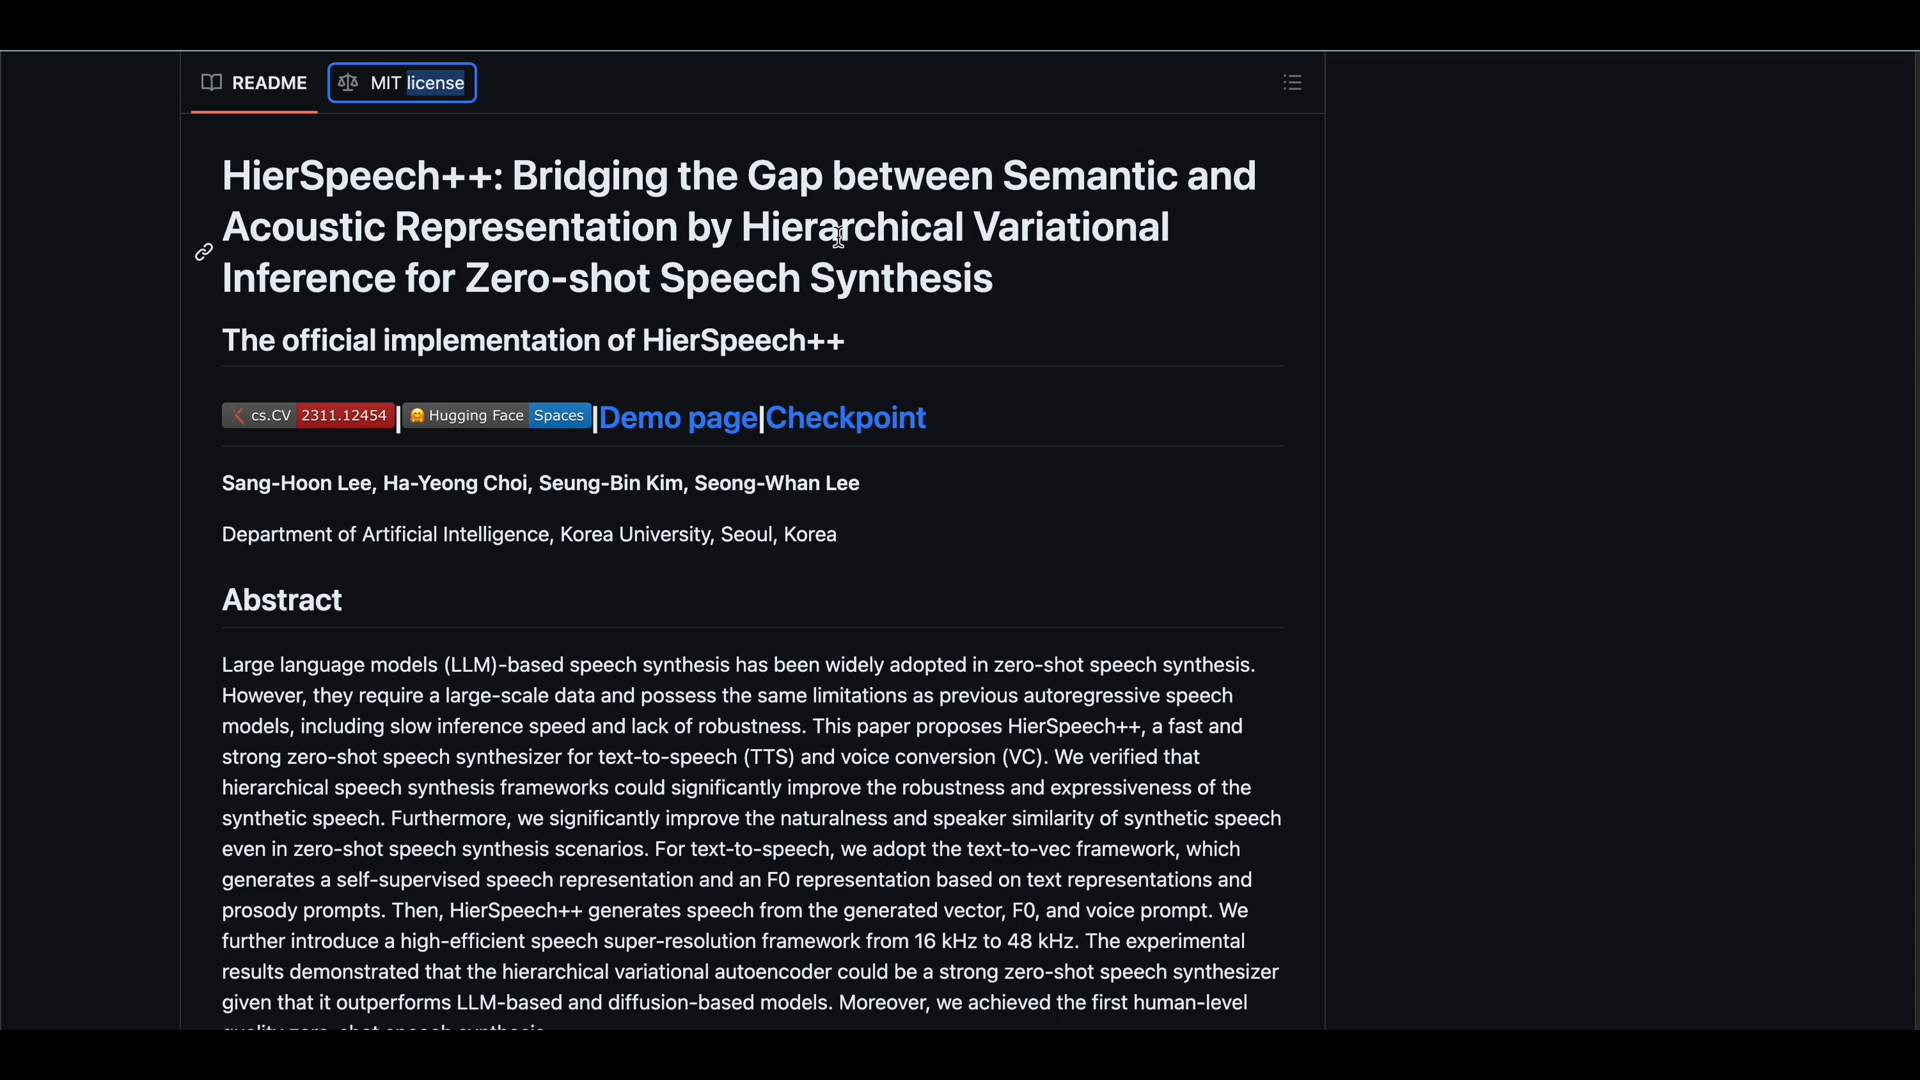 README MIT license
HierSpeech++: Bridging the Gap between Semantic and
Acoustic Representation by Hierarchical Variational
Inference for Zero-shot Speech Synthesis
The official implementation of HierSpeech++
cs.CV 2311.12454 | Hugging Face Spaces |Demo page|Checkpoint
Sang-Hoon Lee, Ha-Yeong Choi, Seung-Bin Kim, Seong-Whan Lee
Department of Artificial Intelligence, Korea University, Seoul, Korea
Abstract
Large language models (LLM)-based speech synthesis has been widely adopted in zero-shot speech synthesis.
However, they require a large-scale data and possess the same limitations as previous autoregressive speech
models, including slow inference speed and lack of robustness. This paper proposes HierSpeech++, a fast and
strong zero-shot speech synthesizer for text-to-speech (TTS) and voice conversion (VC). We verified that
hierarchical speech synthesis frameworks could significantly improve the robustness and expressiveness of the
synthetic speech. Furthermore, we significantly improve the naturalness and speaker similarity of synthetic speech
even in zero-shot speech synthesis scenarios. For text-to-speech, we adopt the text-to-vec framework, which
generates a self-supervised speech representation and an F0 representation based on text representations and
prosody prompts. Then, HierSpeech++ generates speech from the generated vector, F0, and voice prompt. We
further introduce a high-efficient speech super-resolution framework from 16 kHz to 48 kHz. The experimental
results demonstrated that the hierarchical variational autoencoder could be a strong zero-shot speech synthesizer
given that it outperforms LLM-based and diffusion-based models. Moreover, we achieved the first human-level